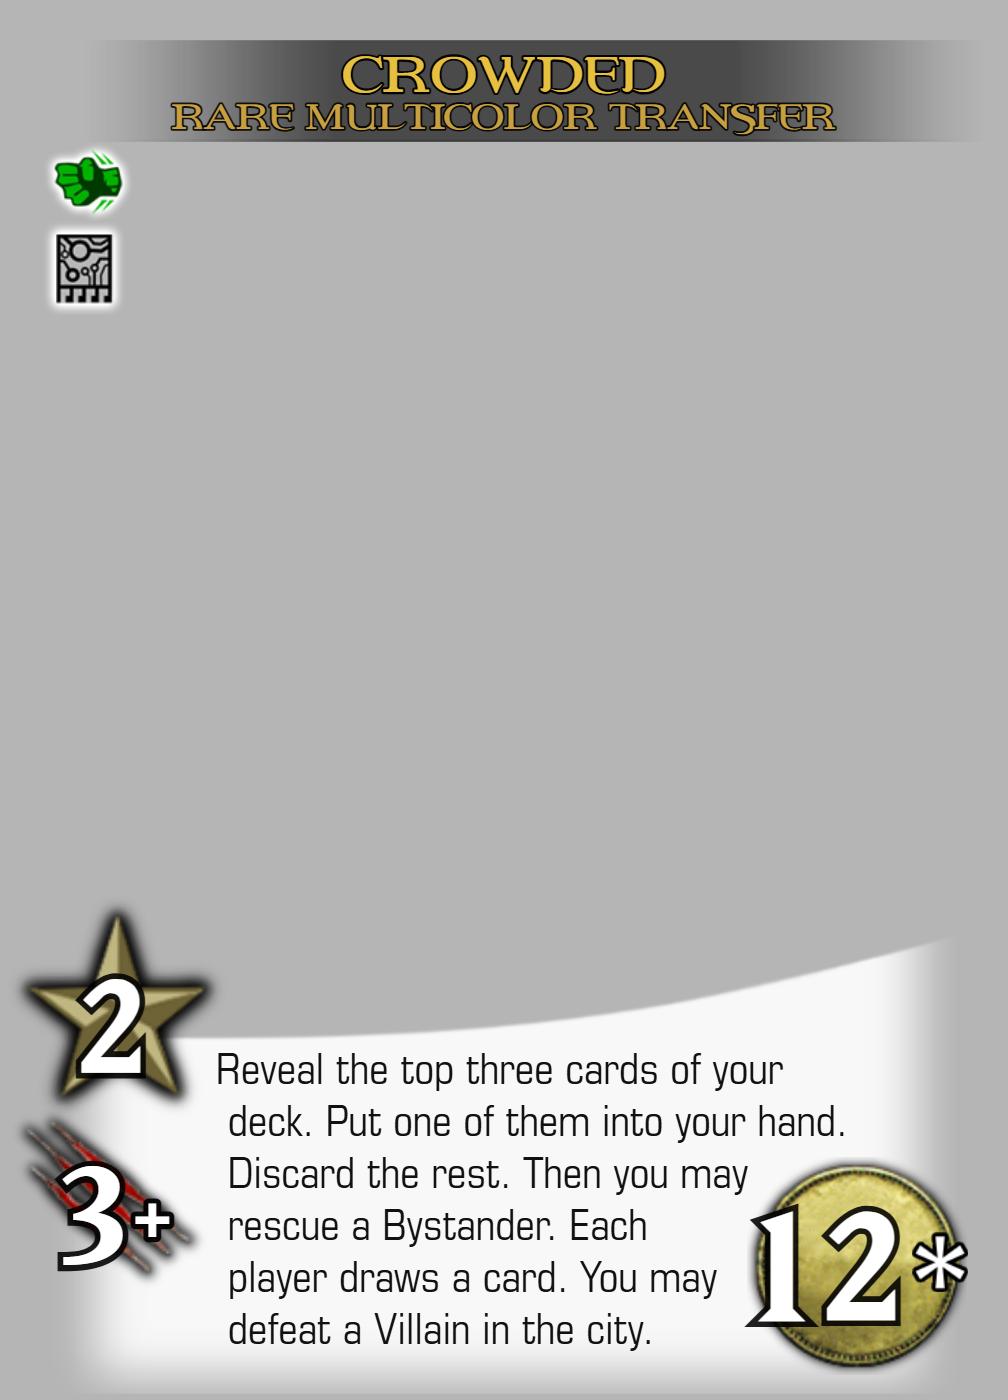 CROWDED
RARE MULTICOLOR TRANSFER
2
Reveal the top three cards of your
deck. Put one of them into your hand.
Discard the rest. Then you may
rescue a Bystander. Each
player draws a card. You may
defeat a Villain in the city.
3+
12*